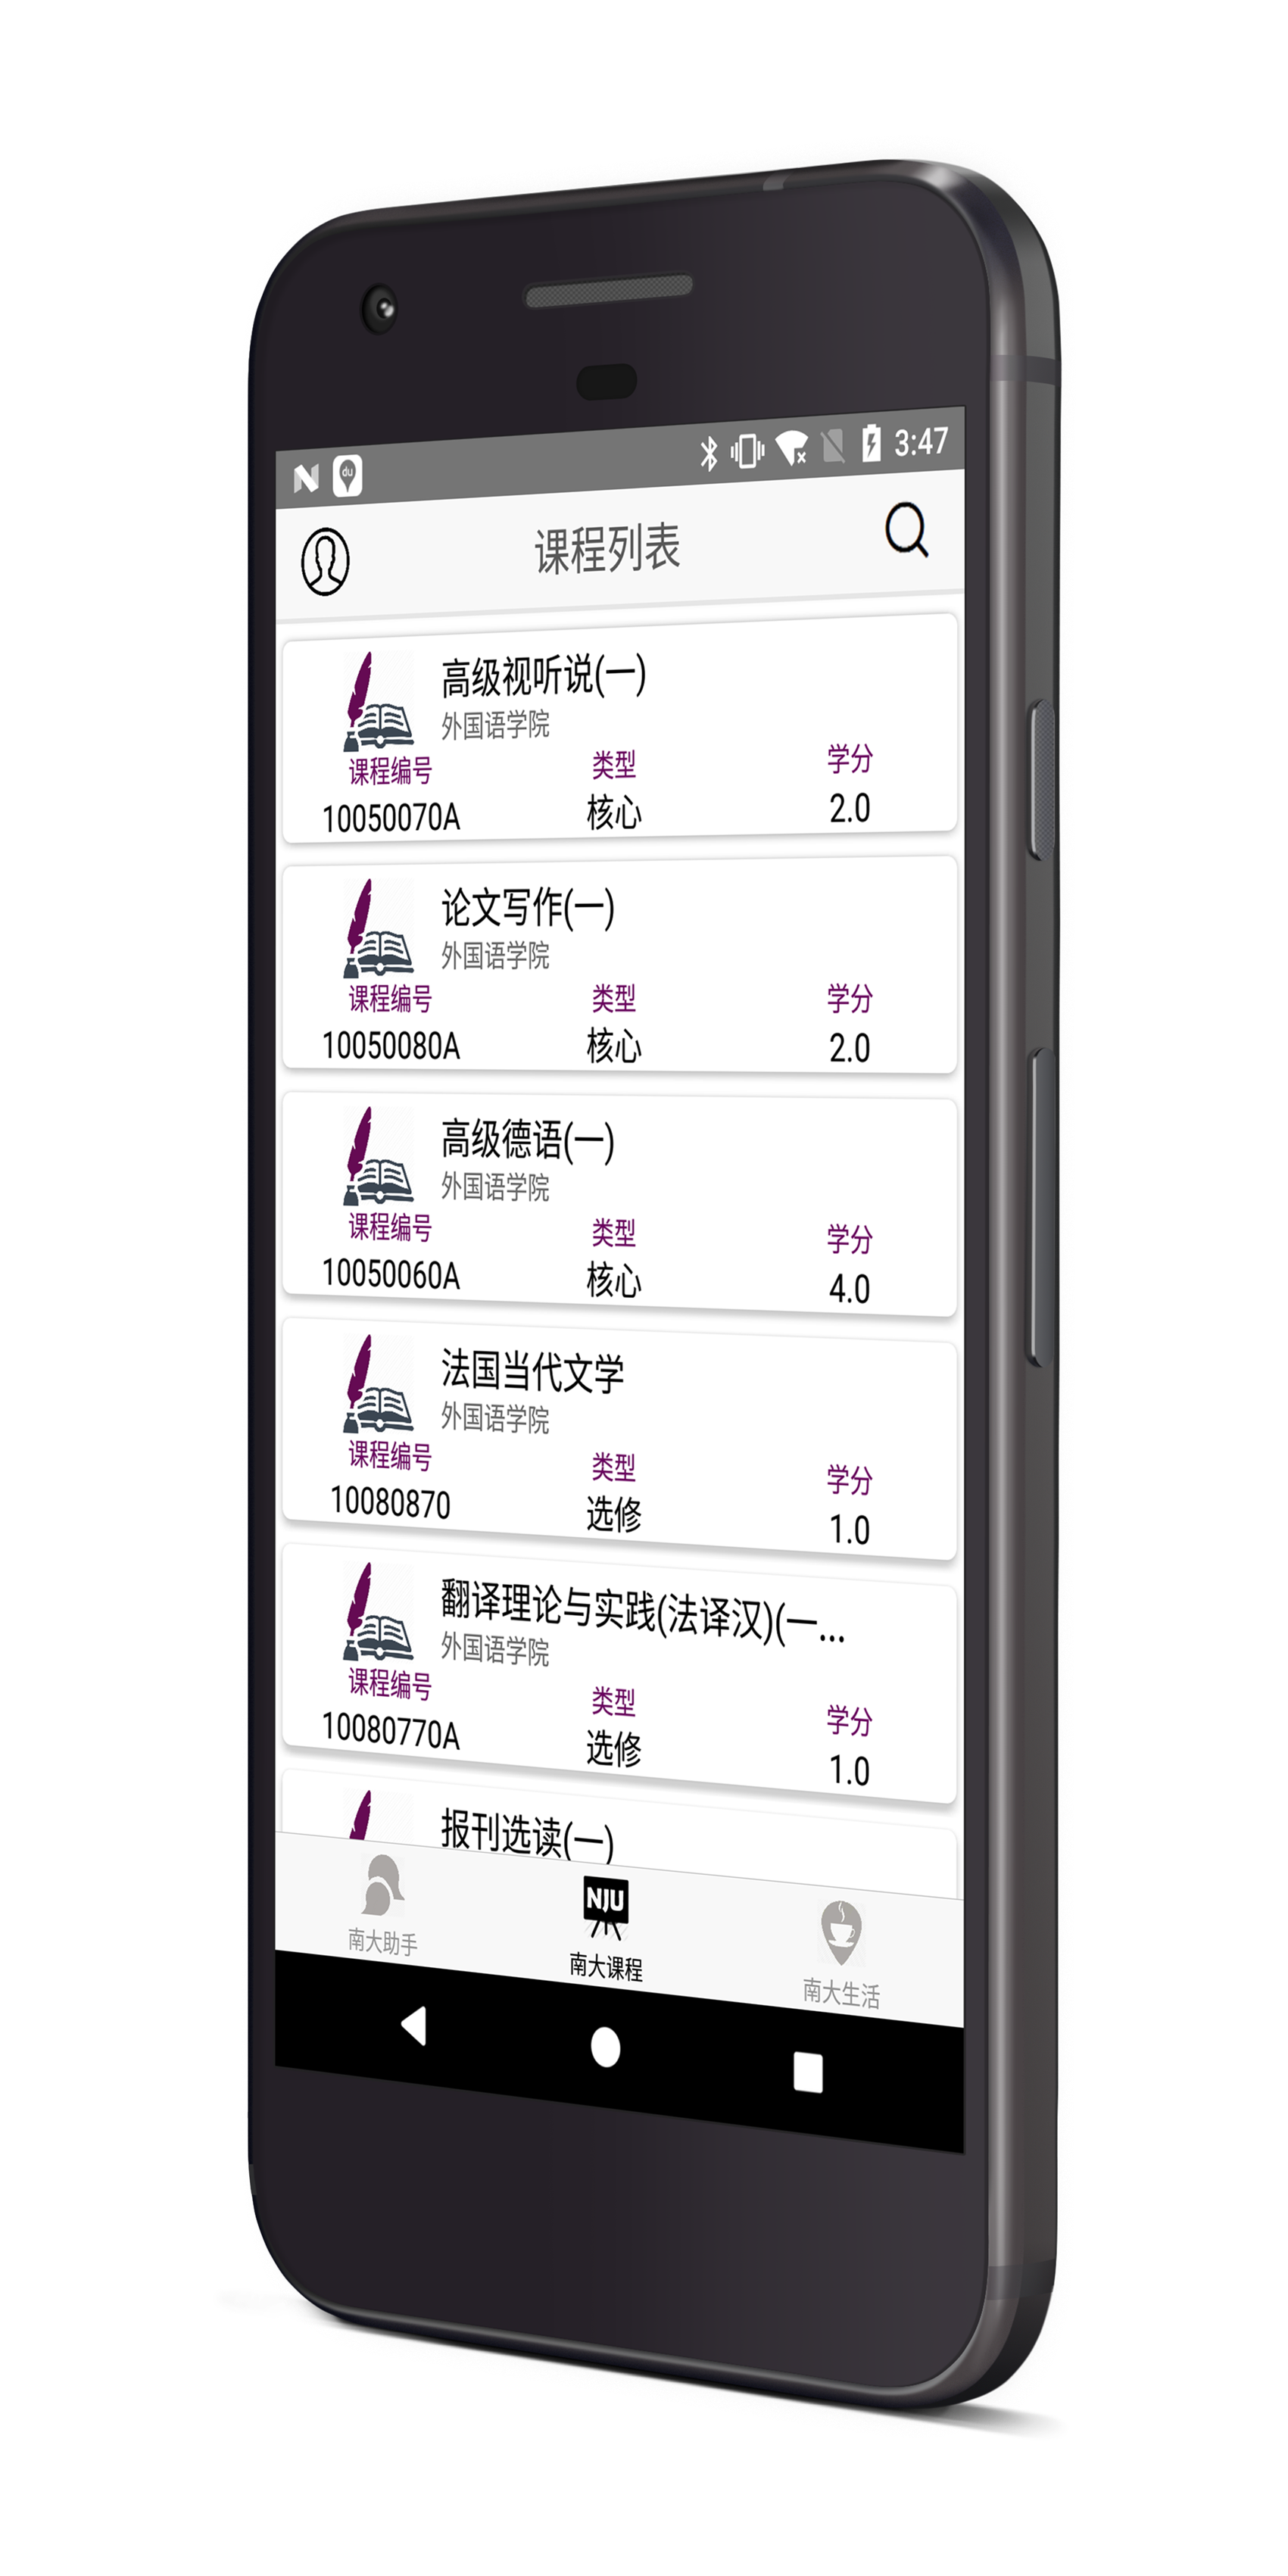 du
3:47
课程列表
高级视听说(一)
外国语学院
课程编号 类型 学分
10050070A 核心 2.0
论文写作(一)
外国语学院
课程编号 类型 学分
10050080A 核心 2.0
高级德语(一)
外国语学院
课程编号 类型 学分
10050060A 核心 4.0
法国当代文学
外国语学院
课程编号 类型 学分
10080870 选修 1.0
翻译理论与实践(法译汉)(一...
外国语学院
课程编号 类型 学分
10080770A 选修 1.0
报刊选读(一)
NJU
南大助手 南大课程 南大生活